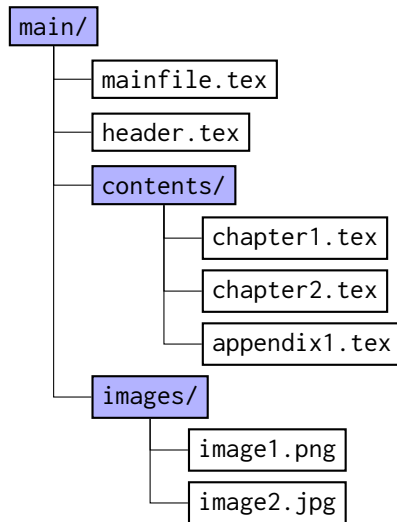 main/
mainfile.tex
header.tex
contents/
chapter1.tex
chapter2.tex
appendix1.tex
images/
image1.png
image2.jpg